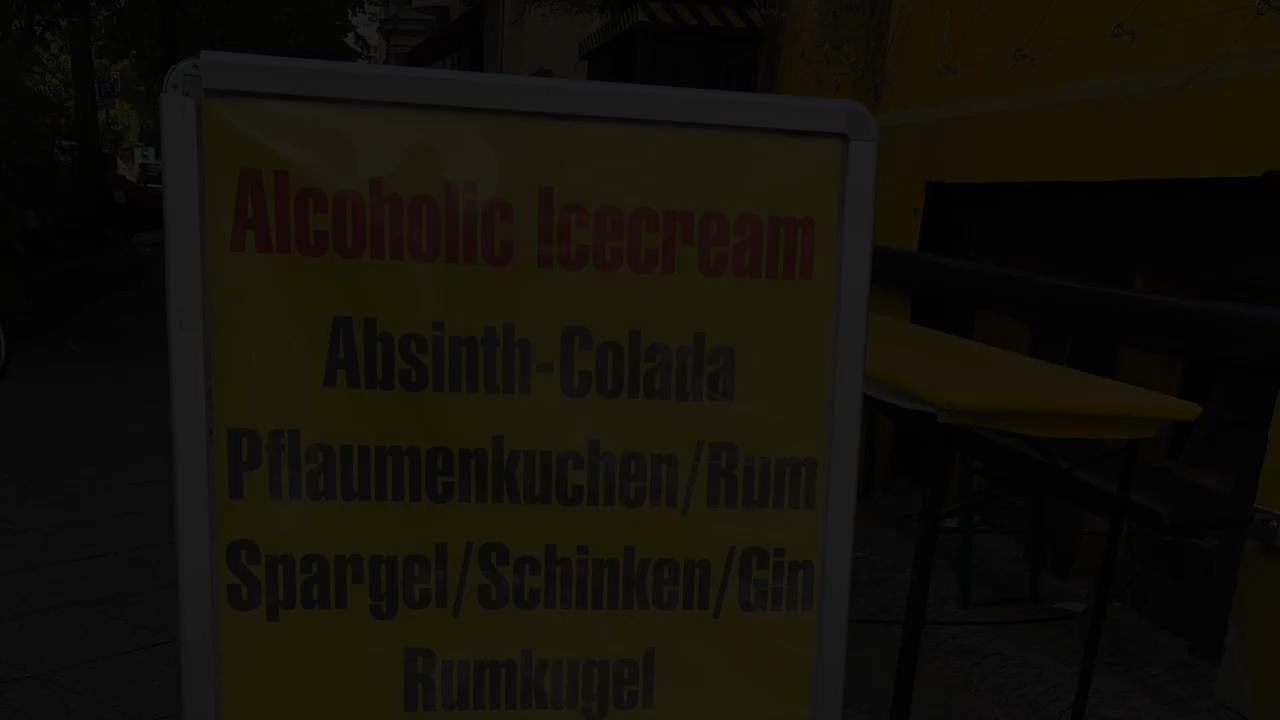 Alcoholic Icecream
Absinth-Colada
Pflaumenkuchen/Rum
Spargel/Schinken/Gin
Rumkugel